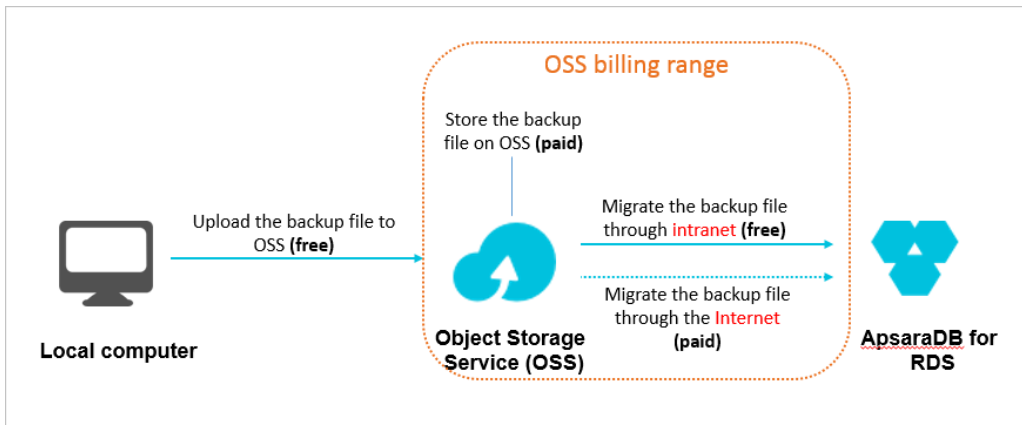 OSS billing range
Store the backup
file on OSS (paid)
Upload the backup file to
OSS (free)
Migrate the backup file
through intranet (free)
Migrate the backup file
through the Internet
(paid)
Local computer
Object Storage
Service (OSS)
ApsaraDB for
RDS